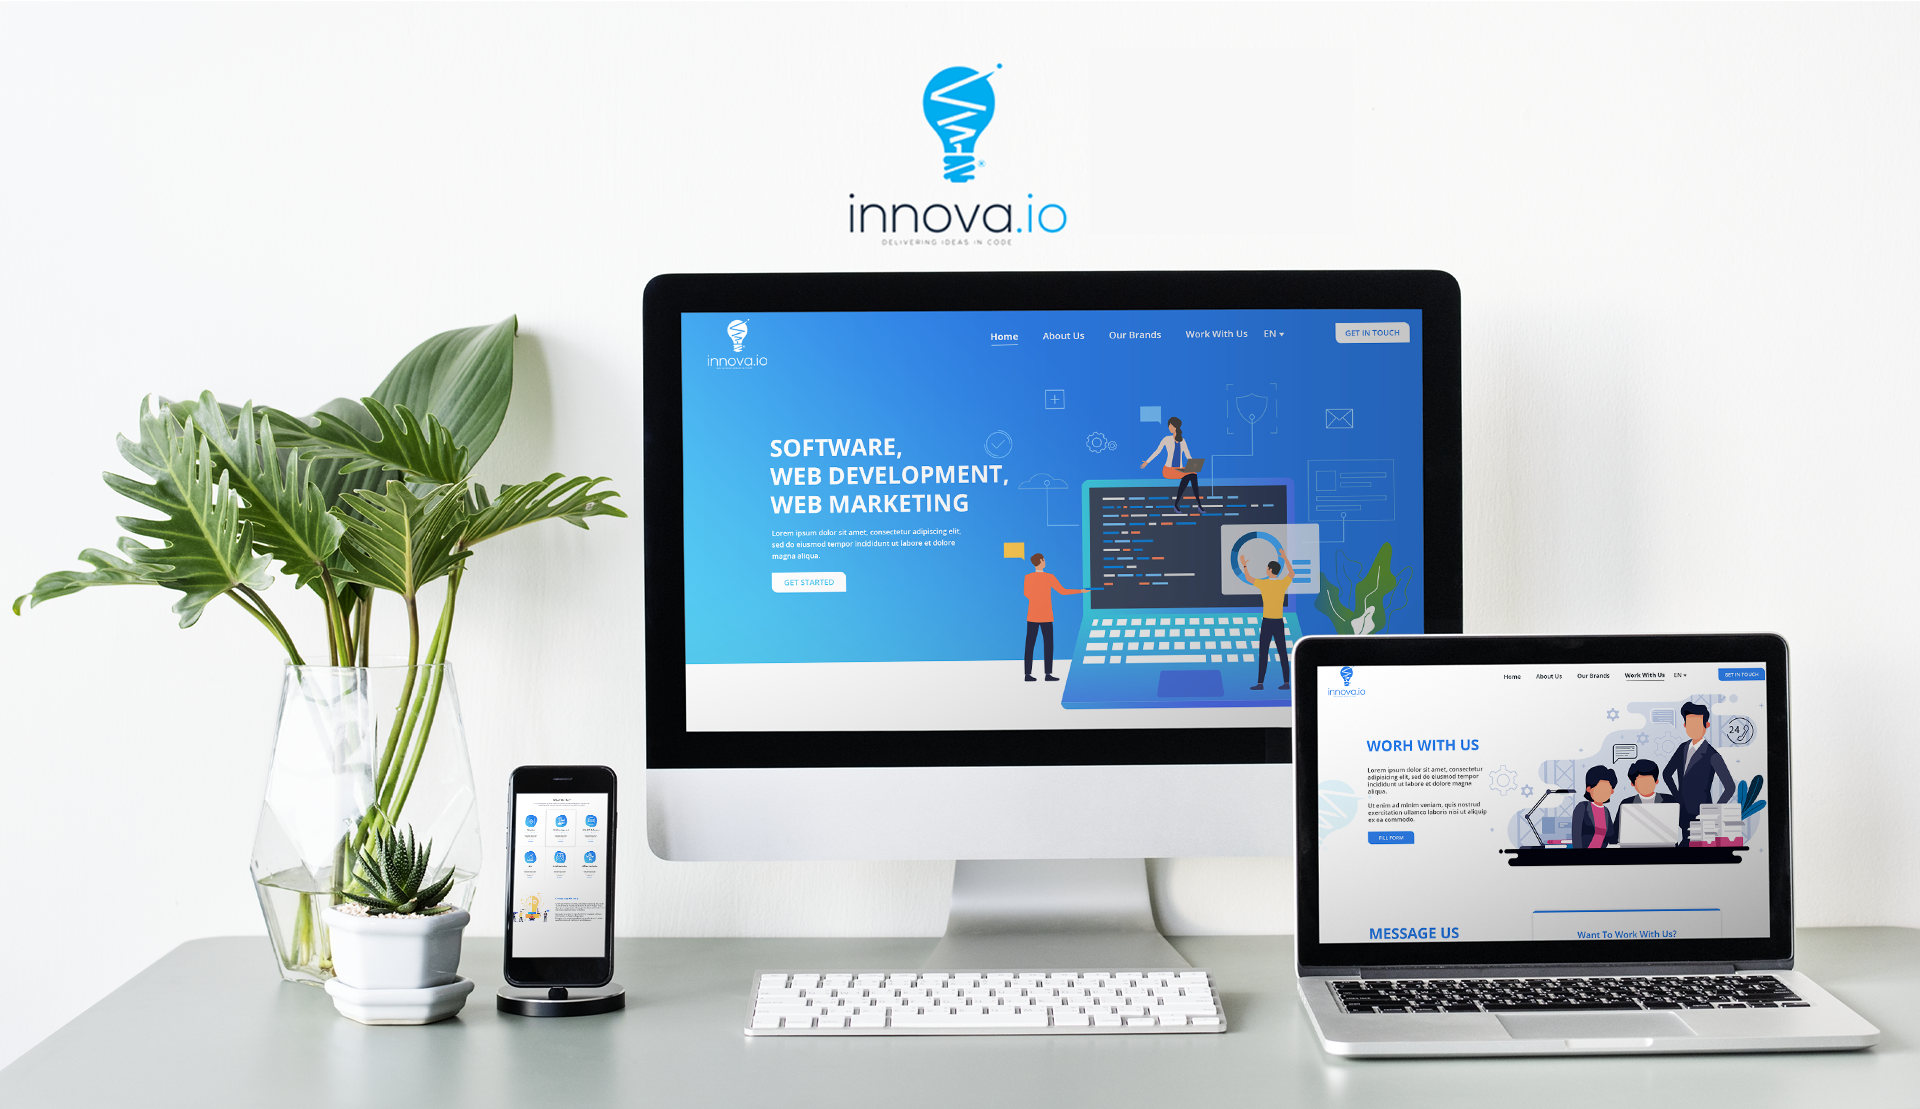 innova.io
DELIVERING IDEAS IN CODE
innova.io
Home
About Us
Our Brands
Work With Us
EN
GET IN TOUCH
SOFTWARE,
WEB DEVELOPMENT,
WEB MARKETING
Lorem ipsum dolor sit amet, consectetur adipiscing elit,
sed do eiusmod tempor incididunt ut labore et dolore
magna aliqua.
GET STARTED
innova.io
Home
About Us
Our Brands
Work With Us
EN
GET IN TOUCH
24
WORH WITH US
Lorem ipsum dolor sit amet, consectetur
adipiscing elit, sed do eiusmod tempor
incididunt ut labore et dolore magna
aliqua.
Ut enim ad minim veniam, quis nostrud
exercitation ullamco laboris nisi ut aliquip
ex ea commodo.
FILL FORM
MESSAGE US
Want To Work With Us?